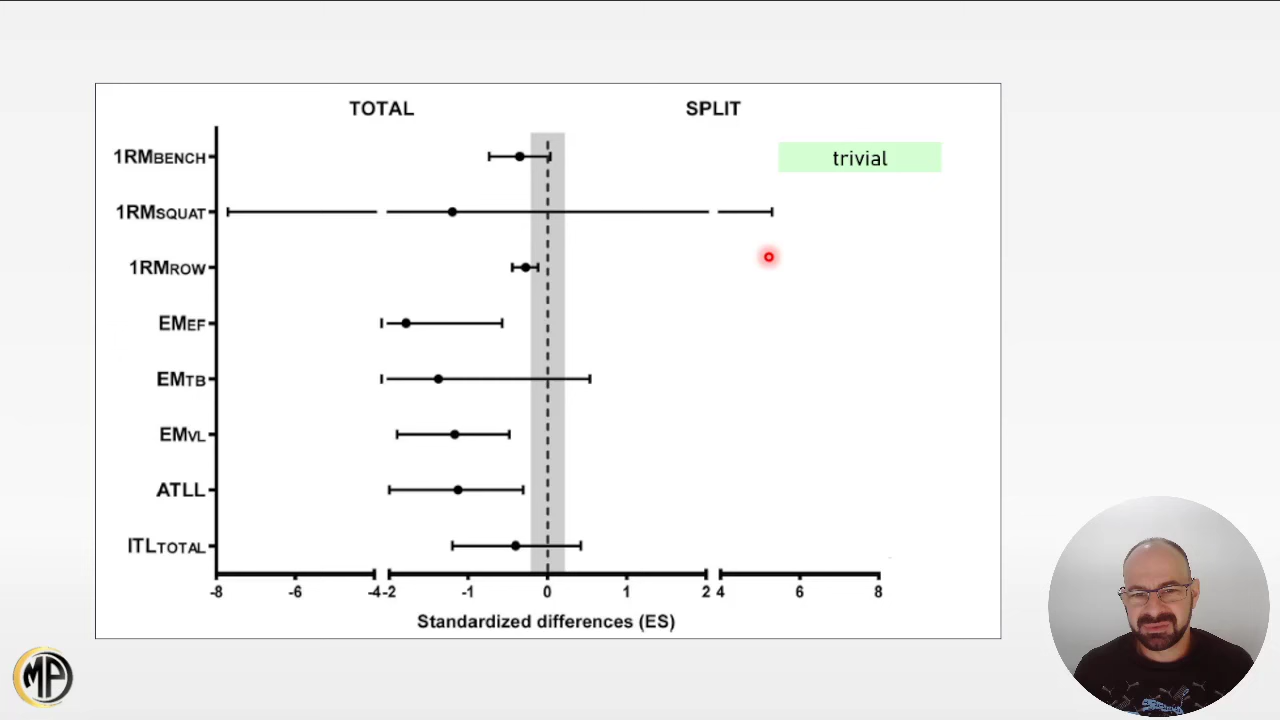 TOTAL SPLIT
1RMBENCH
trivial
1RMSQUAT
1RMROW
EMEF
EMTB
EMVL
ATLL
ITLTOTAL
-8 -6 -4 -2 -1 0 1 2 4 6 8
Standardized differences (ES)
MP